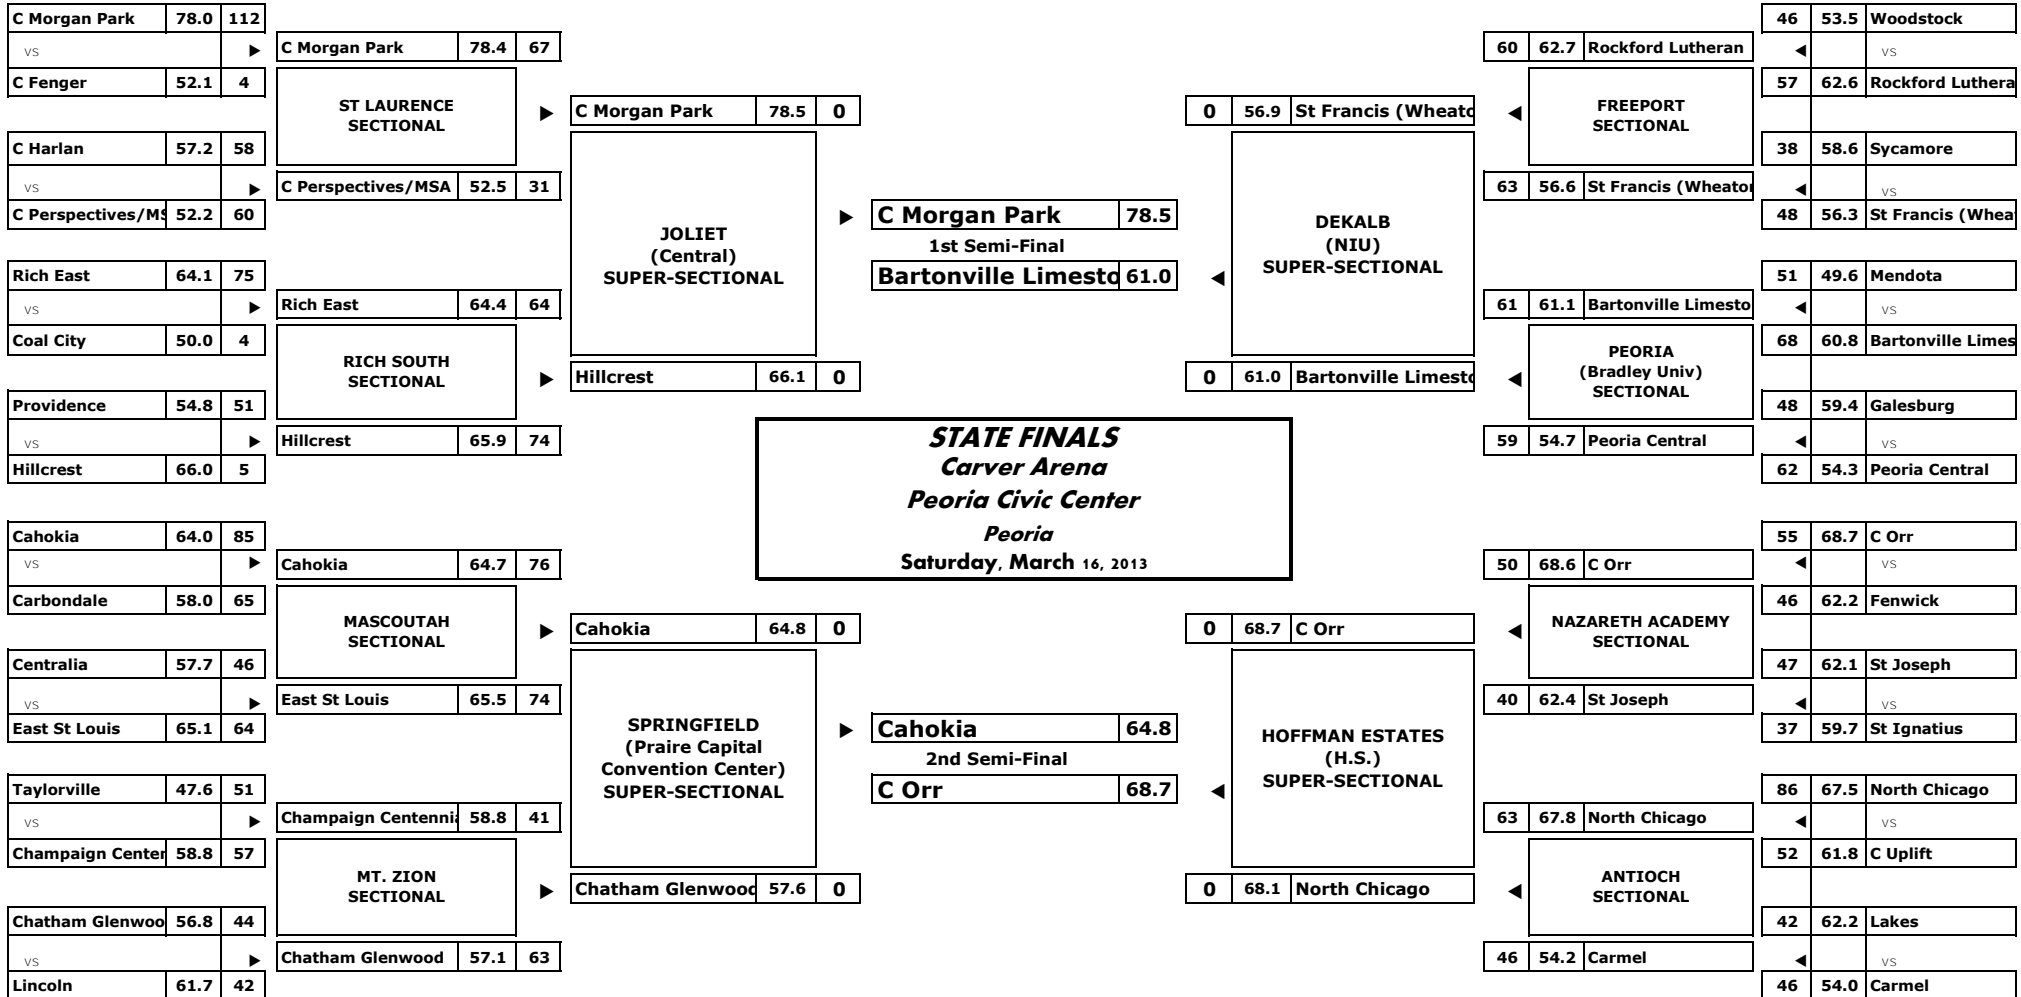 C Morgan Park 78.0 112
vs ►
C Fenger 52.1 4
C Harlan 57.2 58
vs ►
C Perspectives/MS 52.2 60
Rich East 64.1 75
vs ►
Coal City 50.0 4
Providence 54.8 51
vs ►
Hillcrest 66.0 5
Cahokia 64.0 85
vs ►
Carbondale 58.0 65
Centralia 57.7 46
vs ►
East St Louis 65.1 64
Taylorville 47.6 51
vs ►
Champaign Center 58.8 57
Chatham Glenwoo 56.8 44
vs ►
Lincoln 61.7 42
C Morgan Park 78.4 67
ST LAURENCE
SECTIONAL
►
C Perspectives/MSA 52.5 31
Rich East 64.4 64
RICH SOUTH
SECTIONAL
►
Hillcrest 65.9 74
Cahokia 64.7 76
MASCOUTAH
SECTIONAL
►
East St Louis 65.5 74
Champaign Centennia 58.8 41
MT. ZION
SECTIONAL
►
Chatham Glenwood 57.1 63
C Morgan Park 78.5 0
JOLIET
(Central)
SUPER-SECTIONAL
►
Hillcrest 66.1 0
Cahokia 64.8 0
SPRINGFIELD
(Praire Capital
Convention Center)
SUPER-SECTIONAL
►
Chatham Glenwood 57.6 0
C Morgan Park 78.5
1st Semi-Final
Bartonville Limesto 61.0
STATE FINALS
Carver Arena
Peoria Civic Center
Peoria
Saturday, March 16, 2013
Cahokia 64.8
2nd Semi-Final
C Orr 68.7
0 56.9 St Francis (Wheato
DEKALB
(NIU)
SUPER-SECTIONAL
◄
0 61.0 Bartonville Limesto
0 68.7 C Orr
HOFFMAN ESTATES
(H.S.)
SUPER-SECTIONAL
◄
0 68.1 North Chicago
60 62.7 Rockford Lutheran
FREEPORT
SECTIONAL
◄
63 56.6 St Francis (Wheaton
61 61.1 Bartonville Limesto
PEORIA
(Bradley Univ)
SECTIONAL
◄
59 54.7 Peoria Central
50 68.6 C Orr
NAZARETH ACADEMY
SECTIONAL
◄
40 62.4 St Joseph
63 67.8 North Chicago
ANTIOCH
SECTIONAL
◄
46 54.2 Carmel
46 53.5 Woodstock
◄ vs
57 62.6 Rockford Luthera
38 58.6 Sycamore
◄ vs
48 56.3 St Francis (Wheat
51 49.6 Mendota
◄ vs
68 60.8 Bartonville Limes
48 59.4 Galesburg
◄ vs
62 54.3 Peoria Central
55 68.7 C Orr
◄ vs
46 62.2 Fenwick
47 62.1 St Joseph
◄ vs
37 59.7 St Ignatius
86 67.5 North Chicago
◄ vs
52 61.8 C Uplift
42 62.2 Lakes
◄ vs
46 54.0 Carmel